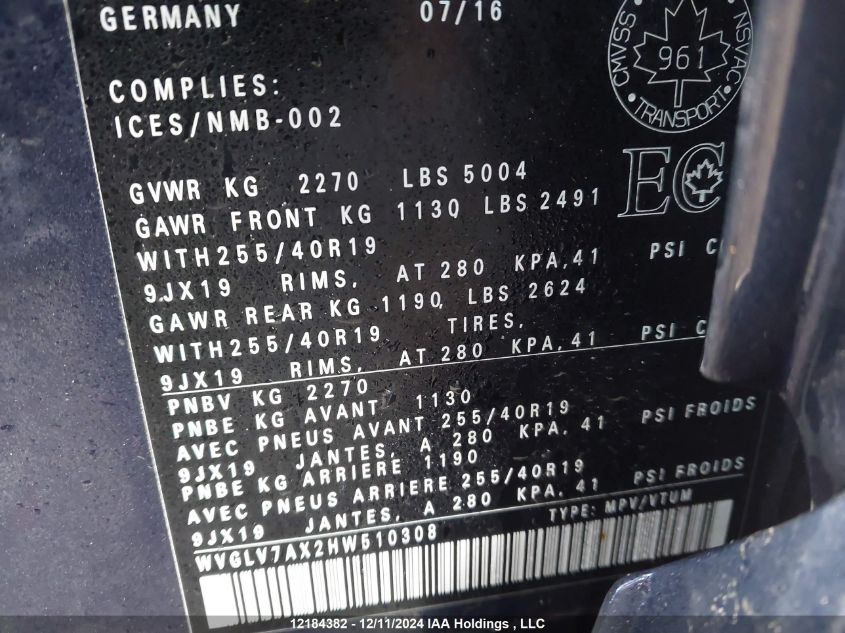 GERMANY 07/16
COMPLIES:
ICES/NMB-002
CMVSS NSVAC
961
TRANSPORT
EC
GVWR KG 2270 LBS 5004
GAWR FRONT KG 1130 LBS 2491
WITH255/40R19
9JX19 RIMS, AT 280 KPA,41 PSI C
GAWR REAR KG 1190, LBS 2624
WITH255/40R19 TIRES,
9JX19 RIMS, AT 280 KPA, 41 PSI C
PNBV KG 2270
PNBE KG AVANT 1130
AVEC PNEUS AVANT 255/40R19
9JX19 JANTES, A 280 KPA, 41 PSI FROIDS
PNBE KG ARRIERE 1190
AVEC PNEUS ARRIERE 255/40R19
9JX19 JANTES, A 280 KPA, 41 PSI FROIDS
WVGLV7AX2HW510308 TYPE: MPV/VTUM
12184382 - 12/11/2024 IAA Holdings , LLC